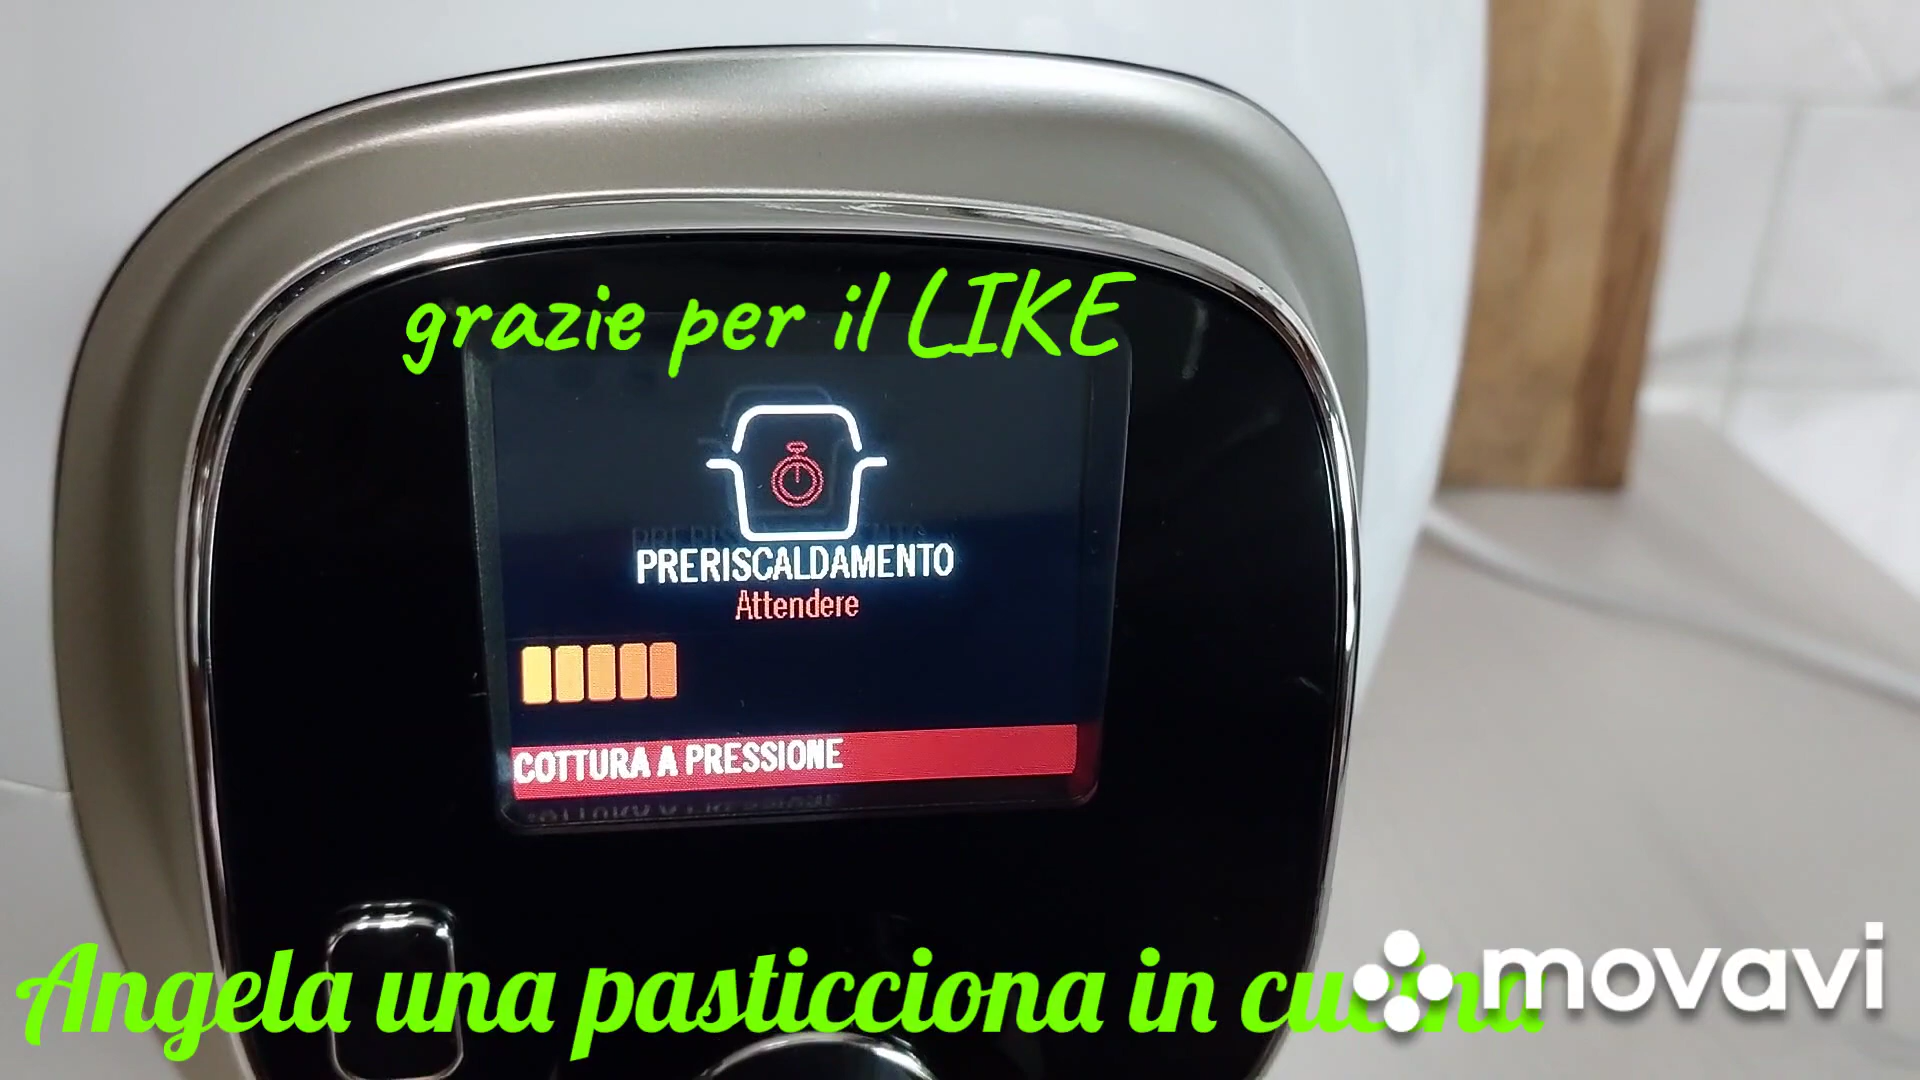 grazie per il LIKE
PRERISCALDAMENTO
Attendere
COTTURA A PRESSIONE
Angela una pasticciona in cucina
movavi